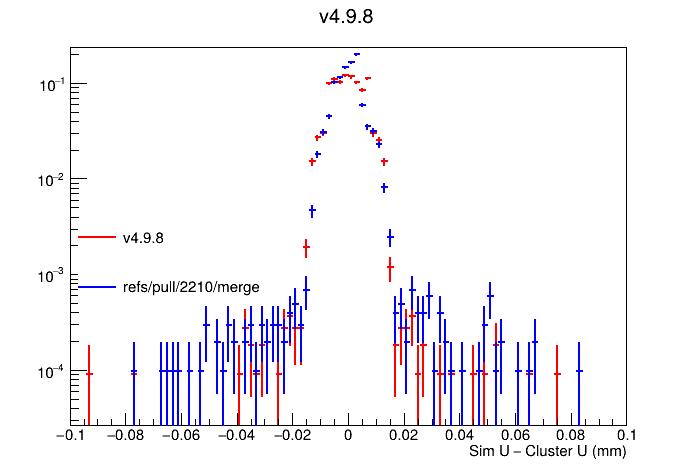 v4.9.8
10⁻¹
10⁻²
10⁻³
10⁻⁴
v4.9.8
refs/pull/2210/merge
−0.1 −0.08 −0.06 −0.04 −0.02 0 0.02 0.04 0.06 0.08 0.1
Sim U − Cluster U (mm)